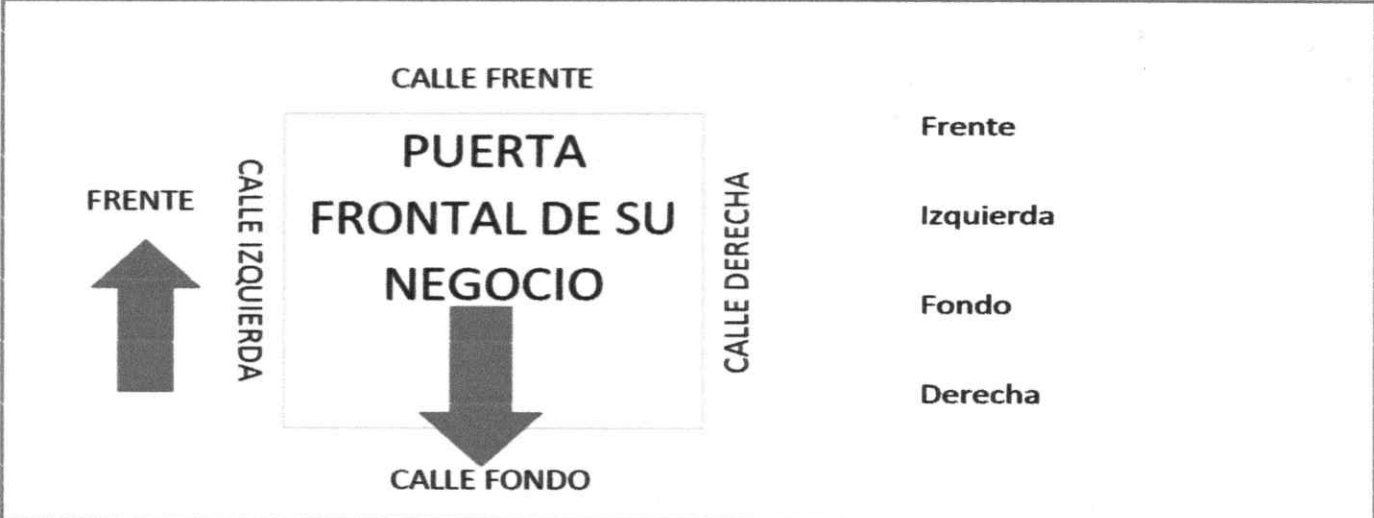 CALLE FRENTE
PUERTA
FRONTAL DE SU
NEGOCIO
FRENTE
CALLE IZQUIERDA
CALLE DERECHA
CALLE FONDO
Frente
Izquierda
Fondo
Derecha